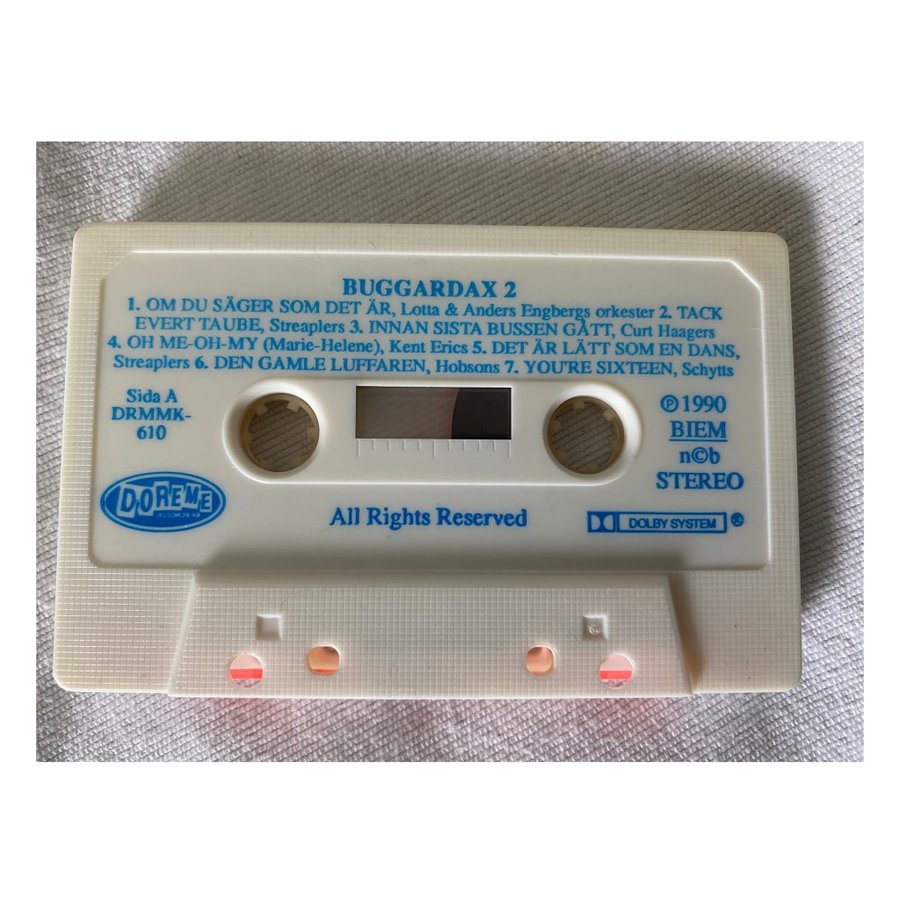 BUGGARDAX 2
1. OM DU SÄGER SOM DET ÄR, Lotta & Anders Engbergs orkester 2. TACK
EVERT TAUBE, Streaplers 3. INNAN SISTA BUSSEN GÅTT, Curt Haagers
4. OH ME-OH-MY (Marie-Helene), Kent Erics 5. DET ÄR LÄTT SOM EN DANS,
Streaplers 6. DEN GAMLE LUFFAREN, Hobsons 7. YOU'RE SIXTEEN, Schytts
Sida A
DRMMK-
610
℗ 1990
BIEM
n©b
STEREO
DOREME
All Rights Reserved
DOLBY SYSTEM ®